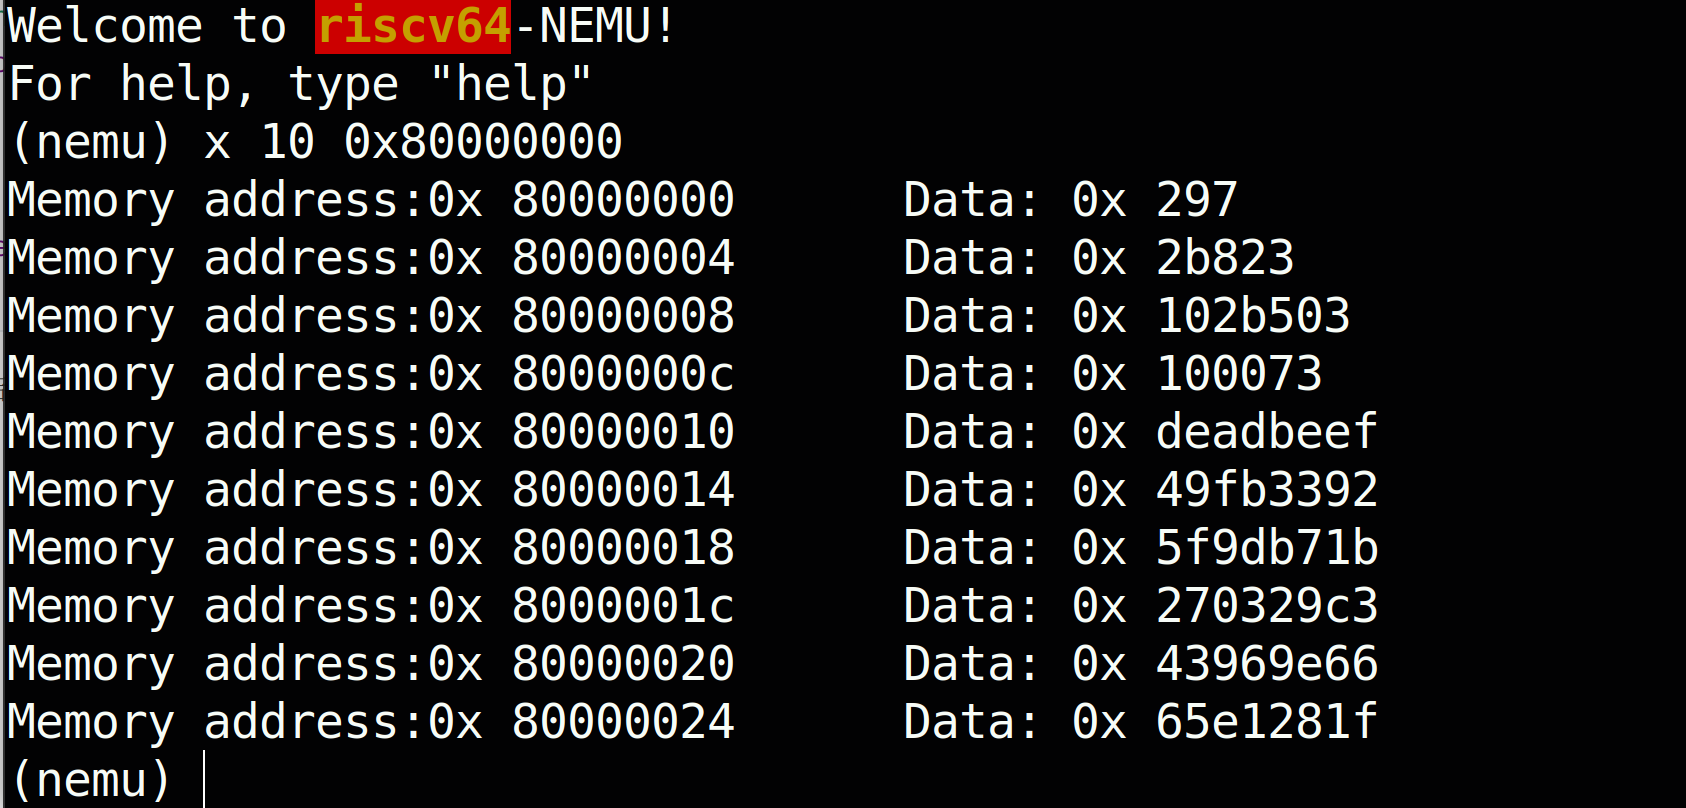 Welcome to riscv64-NEMU!
For help, type "help"
(nemu) x 10 0x80000000
Memory address:0x 80000000      Data: 0x 297
Memory address:0x 80000004      Data: 0x 2b823
Memory address:0x 80000008      Data: 0x 102b503
Memory address:0x 8000000c      Data: 0x 100073
Memory address:0x 80000010      Data: 0x deadbeef
Memory address:0x 80000014      Data: 0x 49fb3392
Memory address:0x 80000018      Data: 0x 5f9db71b
Memory address:0x 8000001c      Data: 0x 270329c3
Memory address:0x 80000020      Data: 0x 43969e66
Memory address:0x 80000024      Data: 0x 65e1281f
(nemu)